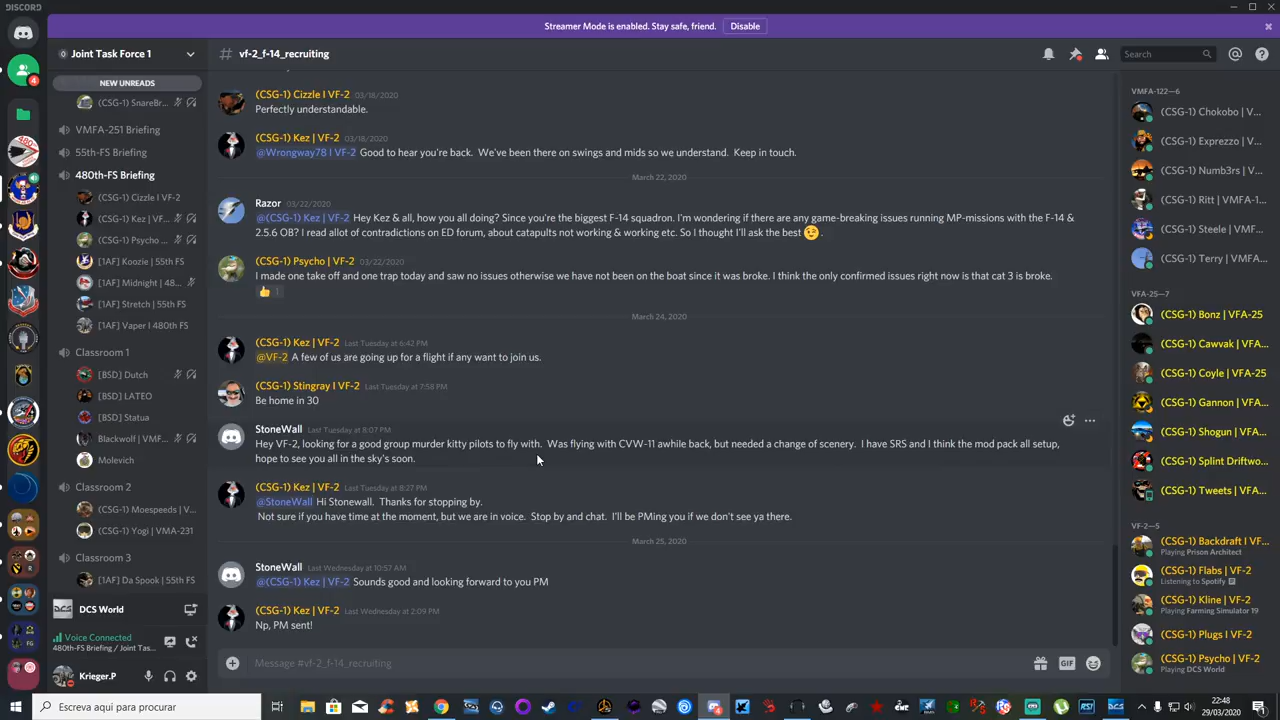 DISCORD
Streamer Mode is enabled. Stay safe, friend.
Disable
Joint Task Force 1
# vf-2_f-14_recruiting
Search
NEW UNREADS
(CSG-1) SnareBr...
VMFA-251 Briefing
55th-FS Briefing
480th-FS Briefing
(CSG-1) Cizzle I VF-2
(CSG-1) Kez | VF...
(CSG-1) Psycho ...
[1AF] Koozie | 55th FS
[1AF] Midnight | 48...
[1AF] Stretch | 55th FS
[1AF] Vaper I 480th FS
Classroom 1
[BSD] Dutch
[BSD] LATEO
[BSD] Statua
Blackwolf | VMF...
Molevich
Classroom 2
(CSG-1) Moespeeds | V...
(CSG-1) Yogi | VMA-231
Classroom 3
[1AF] Da Spook | 55th FS
DCS World
Voice Connected
480th-FS Briefing / Joint Tas...
Krieger.P
4
(CSG-1) Cizzle I VF-2 03/18/2020
Perfectly understandable.
(CSG-1) Kez | VF-2 03/18/2020
@Wrongway78 I VF-2 Good to hear you're back. We've been there on swings and mids so we understand. Keep in touch.
March 22, 2020
Razor 03/22/2020
@(CSG-1) Kez | VF-2 Hey Kez & all, how you all doing? Since you're the biggest F-14 squadron. I'm wondering if there are any game-breaking issues running MP-missions with the F-14 &
2.5.6 OB? I read allot of contradictions on ED forum, about catapults not working & working etc. So I thought I'll ask the best 😉.
(CSG-1) Psycho | VF-2 03/22/2020
I made one take off and one trap today and saw no issues otherwise we have not been on the boat since it was broke. I think the only confirmed issues right now is that cat 3 is broke.
👍 1
March 24, 2020
(CSG-1) Kez | VF-2 Last Tuesday at 6:42 PM
@VF-2 A few of us are going up for a flight if any want to join us.
(CSG-1) Stingray I VF-2 Last Tuesday at 7:58 PM
Be home in 30
StoneWall Last Tuesday at 8:07 PM
Hey VF-2, looking for a good group murder kitty pilots to fly with. Was flying with CVW-11 awhile back, but needed a change of scenery. I have SRS and I think the mod pack all setup,
hope to see you all in the sky's soon.
(CSG-1) Kez | VF-2 Last Tuesday at 8:27 PM
@StoneWall Hi Stonewall. Thanks for stopping by.
Not sure if you have time at the moment, but we are in voice. Stop by and chat. I'll be PMing you if we don't see ya there.
March 25, 2020
StoneWall Last Wednesday at 10:57 AM
@(CSG-1) Kez | VF-2 Sounds good and looking forward to you PM
(CSG-1) Kez | VF-2 Last Wednesday at 2:09 PM
Np, PM sent!
Message #vf-2_f-14_recruiting
GIF
VMFA-122—6
(CSG-1) Chokobo | V...
(CSG-1) Exprezzo | V...
(CSG-1) Numb3rs | V...
(CSG-1) Ritt | VMFA-1...
(CSG-1) Steele | VMF...
(CSG-1) Terry | VMFA...
VFA-25—7
(CSG-1) Bonz | VFA-25
(CSG-1) Cawvak | VFA...
(CSG-1) Coyle | VFA-25
(CSG-1) Gannon | VFA...
(CSG-1) Shogun | VFA...
(CSG-1) Splint Driftwo...
(CSG-1) Tweets | VFA...
VF-2—5
(CSG-1) Backdraft I VF...
Playing Prison Architect
(CSG-1) Flabs | VF-2
Listening to Spotify
(CSG-1) Kline | VF-2
Playing Farming Simulator 19
(CSG-1) Plugs I VF-2
(CSG-1) Psycho | VF-2
Playing DCS World
Escreva aqui para procurar
22:48
29/03/2020